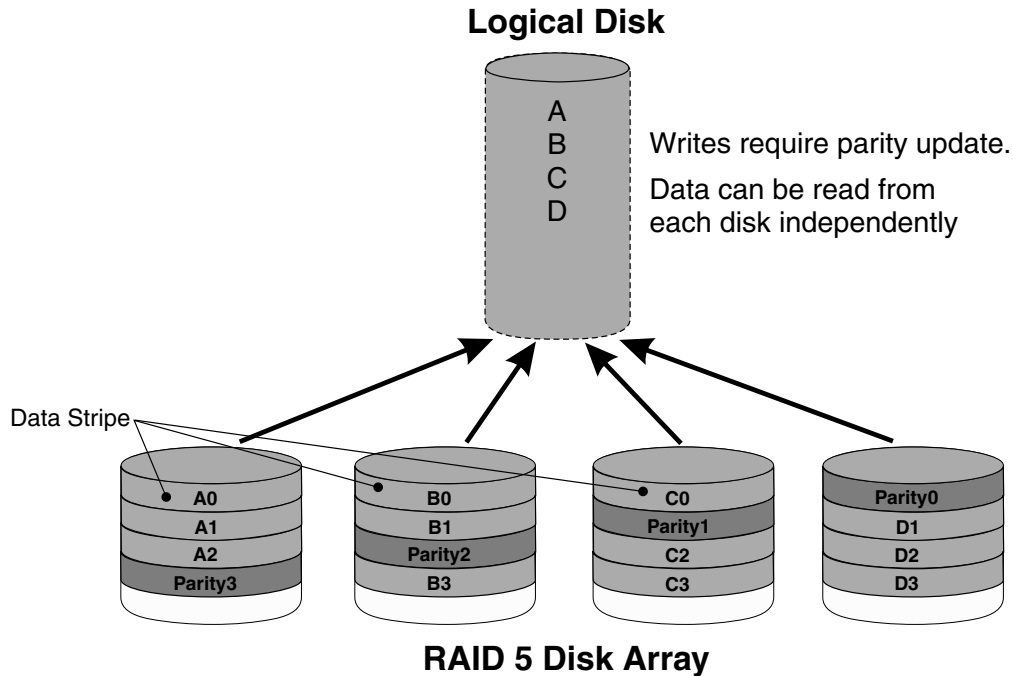 Logical Disk
A
B
C
D
Writes require parity update.
Data can be read from
each disk independently
Data Stripe
A0
A1
A2
Parity3
B0
B1
Parity2
B3
C0
Parity1
C2
C3
Parity0
D1
D2
D3
RAID 5 Disk Array